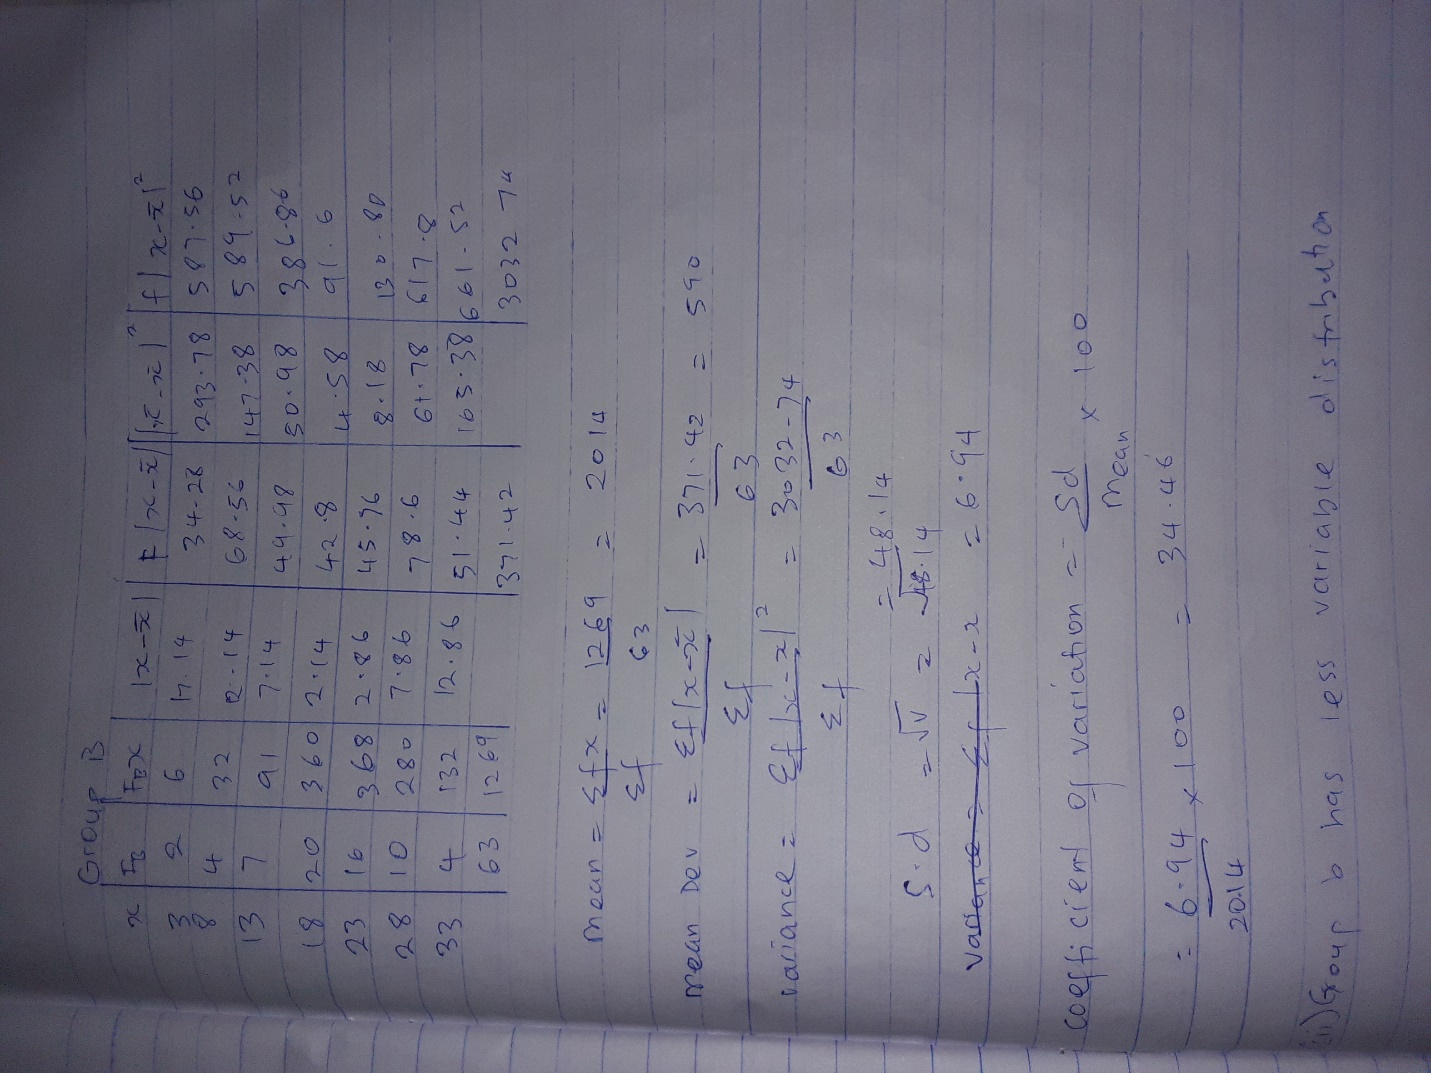 Group B
x FB FBx |x-x̄| f|x-x̄| |x-x̄|² f|x-x̄|²
3 2 6 17.14 34.28 293.78 587.56
8 4 32 12.14 68.56 147.38 589.52
13 7 91 7.14 49.98 50.98 386.86
18 20 360 2.14 42.8 4.58 91.6
23 16 368 2.86 45.76 8.18 130.80
28 10 280 7.86 78.6 61.78 617.8
33 4 132 12.86 51.44 165.38 661.52
63 1269 371.42 3032 74
mean = Σfx = 1269 = 2014
Σf 63
mean Dev = Σf|x-x̄| = 371.42 = 590
Σf 63
variance = Σf|x-x|² = 3032-74
Σf 63
= 48.14
S.d = √v = √48.14
variance = Σf|x-x = 6.94
coefficient of variation = Sd x 100
mean
= 6.94 x 100 = 34.46
20.14
ii) Group b has less variable distribution